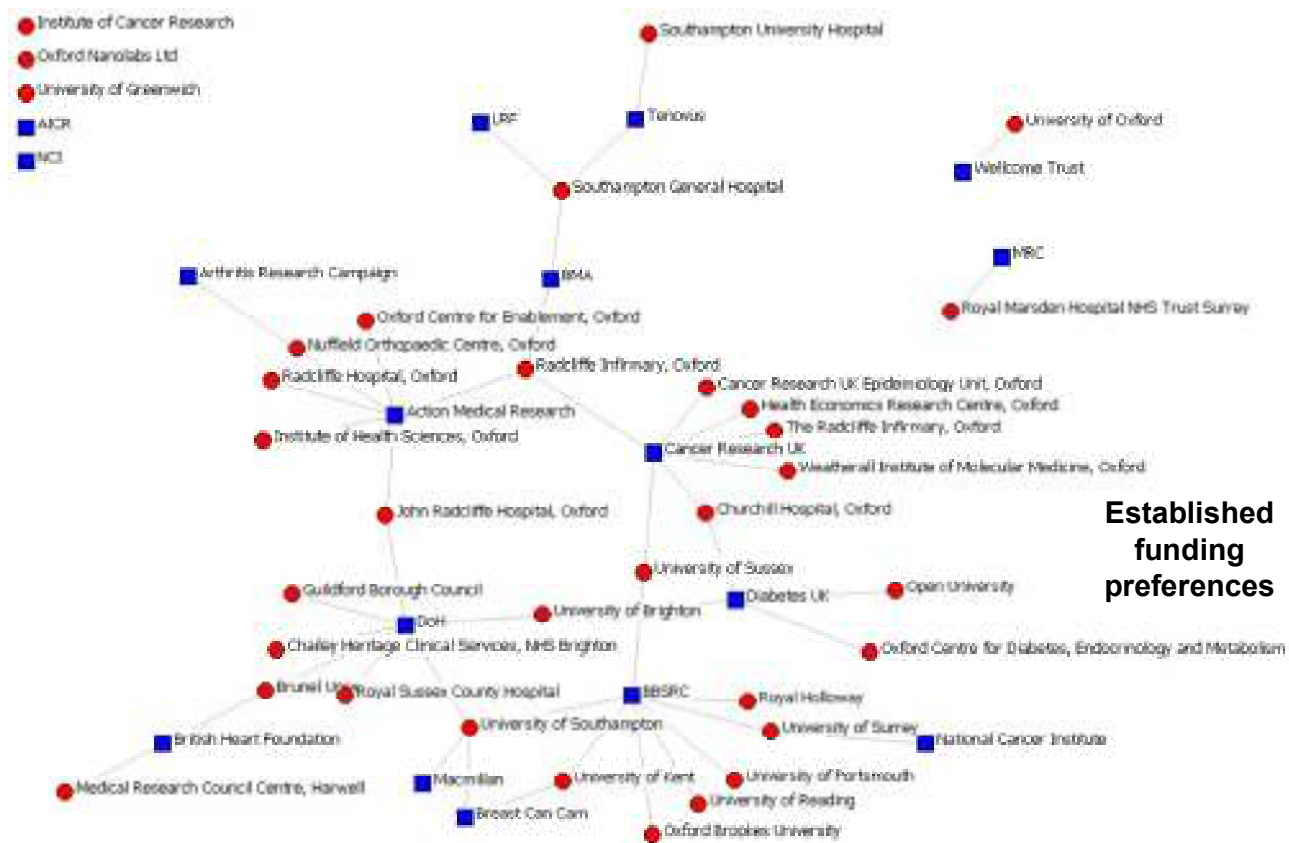 Institute of Cancer Research
Southampton University Hospital
Oxford Nanolabs Ltd
University of Greenwich
LRF
Tenovus
University of Oxford
AICR
NCI
Wellcome Trust
Southampton General Hospital
MRC
Arthritis Research Campaign
BMA
Royal Marsden Hospital NHS Trust Surrey
Oxford Centre for Enablement, Oxford
Nuffield Orthopaedic Centre, Oxford
Radcliffe Infirmary, Oxford
Radcliffe Hospital, Oxford
Cancer Research UK Epidemiology Unit, Oxford
Health Economics Research Centre, Oxford
Action Medical Research
The Radcliffe Infirmary, Oxford
Institute of Health Sciences, Oxford
Cancer Research UK
Weatherall Institute of Molecular Medicine, Oxford
John Radcliffe Hospital, Oxford
Churchill Hospital, Oxford
Established
funding
preferences
University of Sussex
Guildford Borough Council
Open University
Diabetes UK
University of Brighton
DoH
Chailey Heritage Clinical Services, NHS Brighton
Oxford Centre for Diabetes, Endocrinology and Metabolism
Brunel
Royal Sussex County Hospital
BBSRC
Royal Holloway
University of Southampton
University of Surrey
British Heart Foundation
National Cancer Institute
Macmillan
University of Kent
University of Portsmouth
Medical Research Council Centre, Harwell
University of Reading
Breast Can Cam
Oxford Brookes University